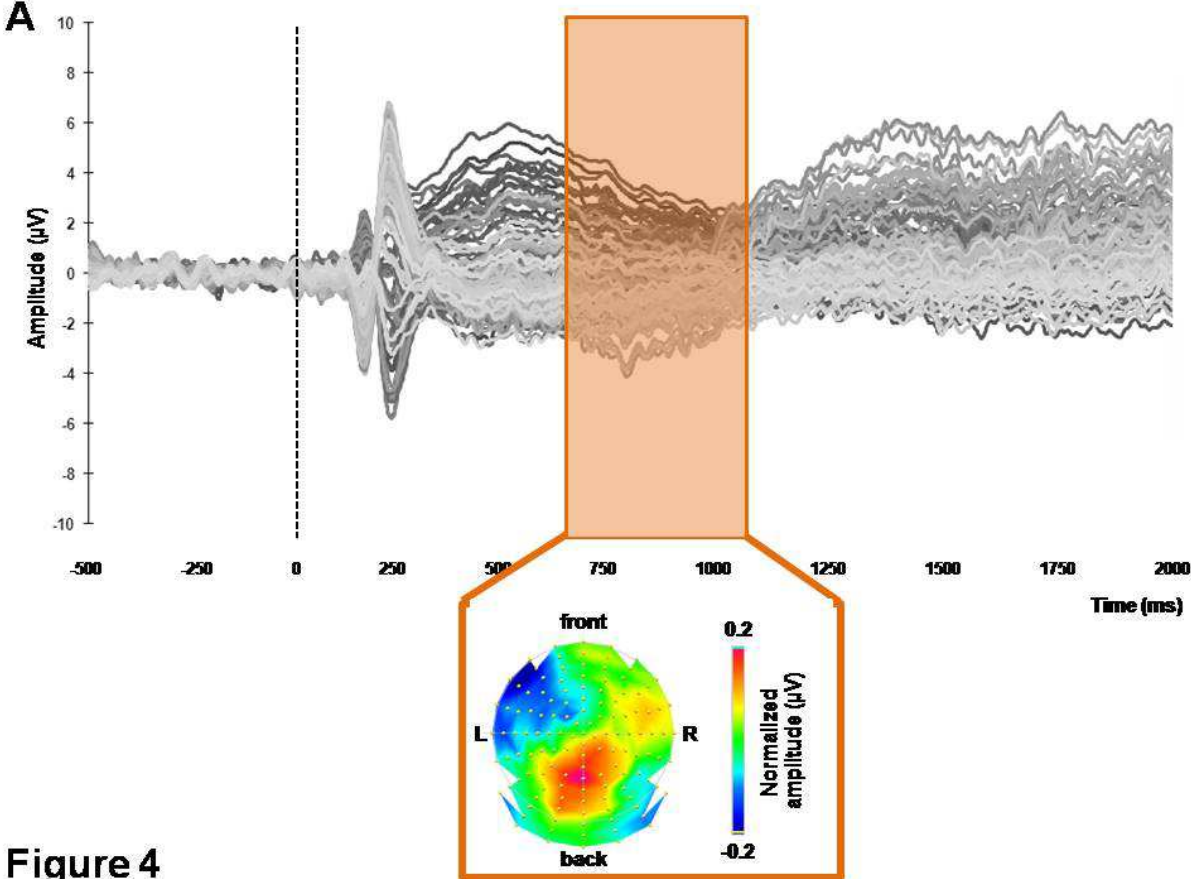 A
10
8
6
4
2
0
-2
-4
-6
-8
-10
Amplitude (µV)
-500 -250 0 250 500 750 1000 1250 1500 1750 2000
Time (ms)
front
L
R
back
0.2
Normalized
amplitude (µV)
-0.2
Figure 4